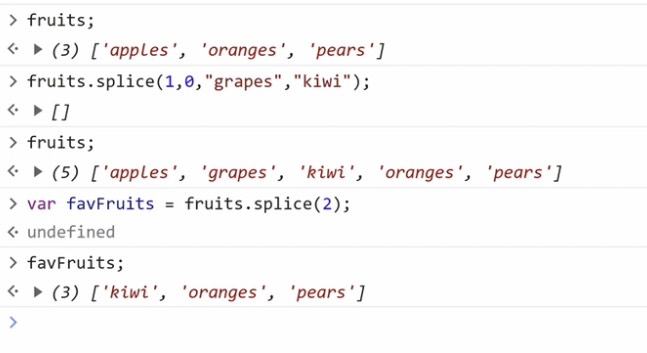 > fruits;
(3) ['apples', 'oranges', 'pears']
> fruits.splice(1,0,"grapes","kiwi");
[]
> fruits;
(5) ['apples', 'grapes', 'kiwi', 'oranges', 'pears']
> var favFruits = fruits.splice(2);
undefined
> favFruits;
(3) ['kiwi', 'oranges', 'pears']
>